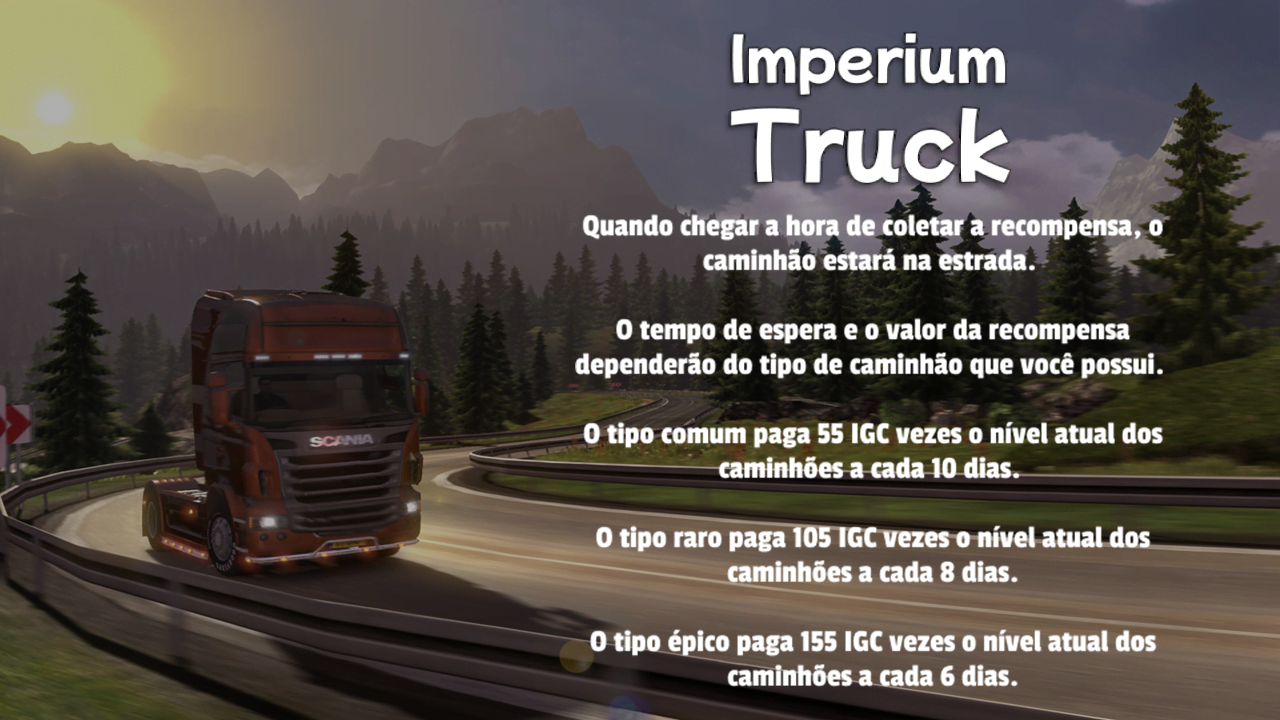 Imperium
Truck
Quando chegar a hora de coletar a recompensa, o
caminhão estará na estrada.
O tempo de espera e o valor da recompensa
dependerão do tipo de caminhão que você possui.
O tipo comum paga 55 IGC vezes o nível atual dos
caminhões a cada 10 dias.
SCANIA
O tipo raro paga 105 IGC vezes o nível atual dos
caminhões a cada 8 dias.
O tipo épico paga 155 IGC vezes o nível atual dos
caminhões a cada 6 dias.